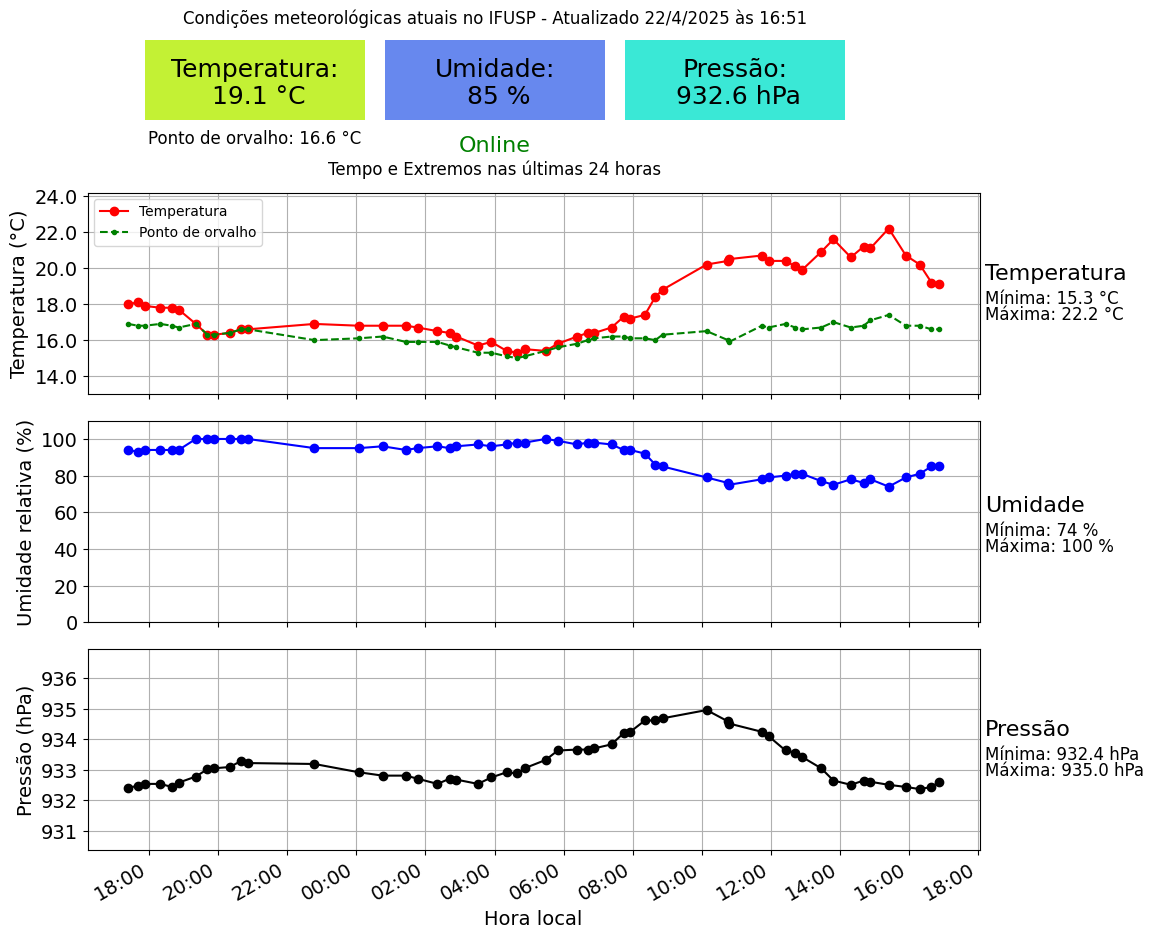 Condições meteorológicas atuais no IFUSP - Atualizado 22/4/2025 às 16:51
Temperatura:
19.1 °C
Umidade:
85 %
Pressão:
932.6 hPa
Ponto de orvalho: 16.6 °C
Online
Tempo e Extremos nas últimas 24 horas
Temperatura (°C)
24.0
22.0
20.0
18.0
16.0
14.0
Temperatura
Ponto de orvalho
Temperatura
Mínima: 15.3 °C
Máxima: 22.2 °C
Umidade relativa (%)
100
80
60
40
20
0
Umidade
Mínima: 74 %
Máxima: 100 %
Pressão (hPa)
936
935
934
933
932
931
Pressão
Mínima: 932.4 hPa
Máxima: 935.0 hPa
18:00
20:00
22:00
00:00
02:00
04:00
06:00
08:00
10:00
12:00
14:00
16:00
18:00
Hora local